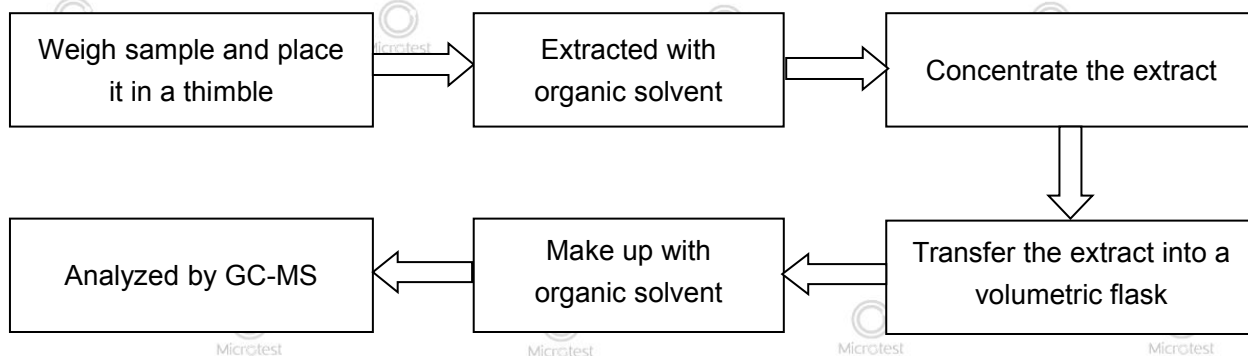 Microtest
Weigh sample and place
it in a thimble
Extracted with
organic solvent
Concentrate the extract
Analyzed by GC-MS
Make up with
organic solvent
Transfer the extract into a
volumetric flask
Microtest
Microtest
Microtest
Microtest